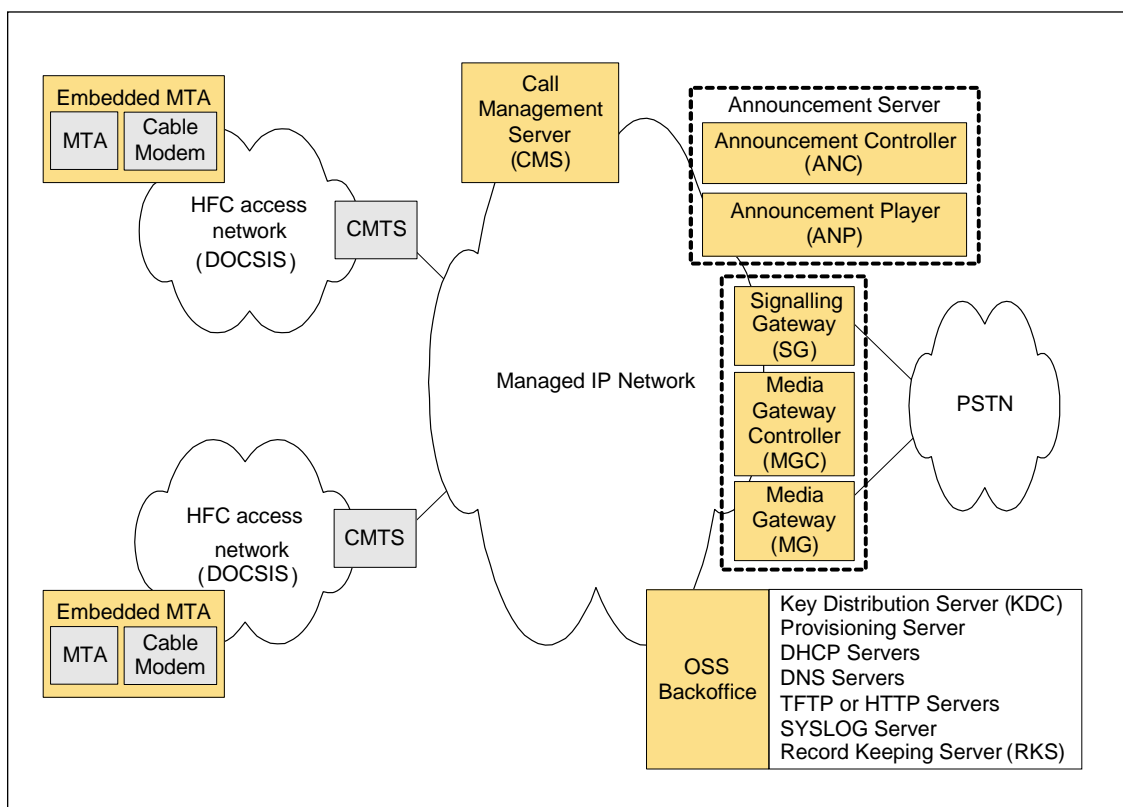 Embedded MTA
MTA
Cable
Modem
HFC access
network
(DOCSIS)
CMTS
Call
Management
Server
(CMS)
Announcement Server
Announcement Controller
(ANC)
Announcement Player
(ANP)
Signalling
Gateway
(SG)
Media
Gateway
Controller
(MGC)
Media
Gateway
(MG)
Managed IP Network
PSTN
HFC access
network
(DOCSIS)
CMTS
Embedded MTA
MTA
Cable
Modem
OSS
Backoffice
Key Distribution Server (KDC)
Provisioning Server
DHCP Servers
DNS Servers
TFTP or HTTP Servers
SYSLOG Server
Record Keeping Server (RKS)